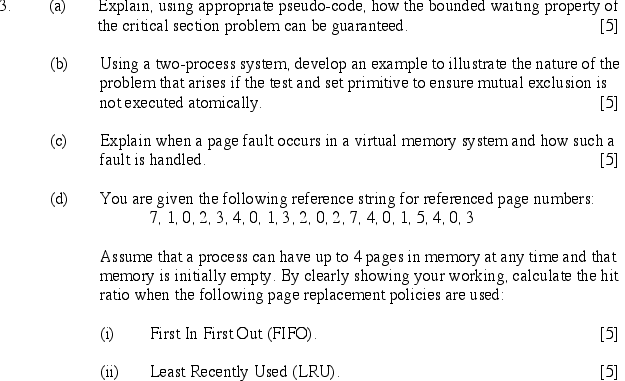 3. (a) Explain, using appropriate pseudo-code, how the bounded waiting property of
the critical section problem can be guaranteed. [5]
(b) Using a two-process system, develop an example to illustrate the nature of the
problem that arises if the test and set primitive to ensure mutual exclusion is
not executed atomically. [5]
(c) Explain when a page fault occurs in a virtual memory system and how such a
fault is handled. [5]
(d) You are given the following reference string for referenced page numbers:
7, 1, 0, 2, 3, 4, 0, 1, 3, 2, 0, 2, 7, 4, 0, 1, 5, 4, 0, 3
Assume that a process can have up to 4 pages in memory at any time and that
memory is initially empty. By clearly showing your working, calculate the hit
ratio when the following page replacement policies are used:
(i) First In First Out (FIFO). [5]
(ii) Least Recently Used (LRU). [5]